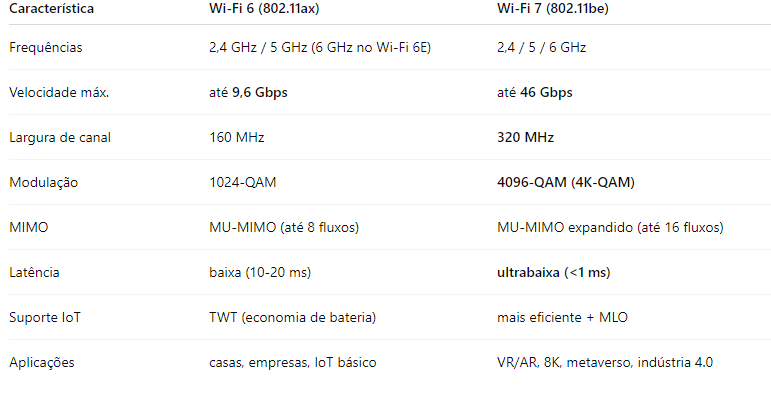 Característica Wi-Fi 6 (802.11ax) Wi-Fi 7 (802.11be)
Frequências 2,4 GHz / 5 GHz (6 GHz no Wi-Fi 6E) 2,4 / 5 / 6 GHz
Velocidade máx. até 9,6 Gbps até 46 Gbps
Largura de canal 160 MHz 320 MHz
Modulação 1024-QAM 4096-QAM (4K-QAM)
MIMO MU-MIMO (até 8 fluxos) MU-MIMO expandido (até 16 fluxos)
Latência baixa (10-20 ms) ultrabaixa (<1 ms)
Suporte IoT TWT (economia de bateria) mais eficiente + MLO
Aplicações casas, empresas, IoT básico VR/AR, 8K, metaverso, indústria 4.0